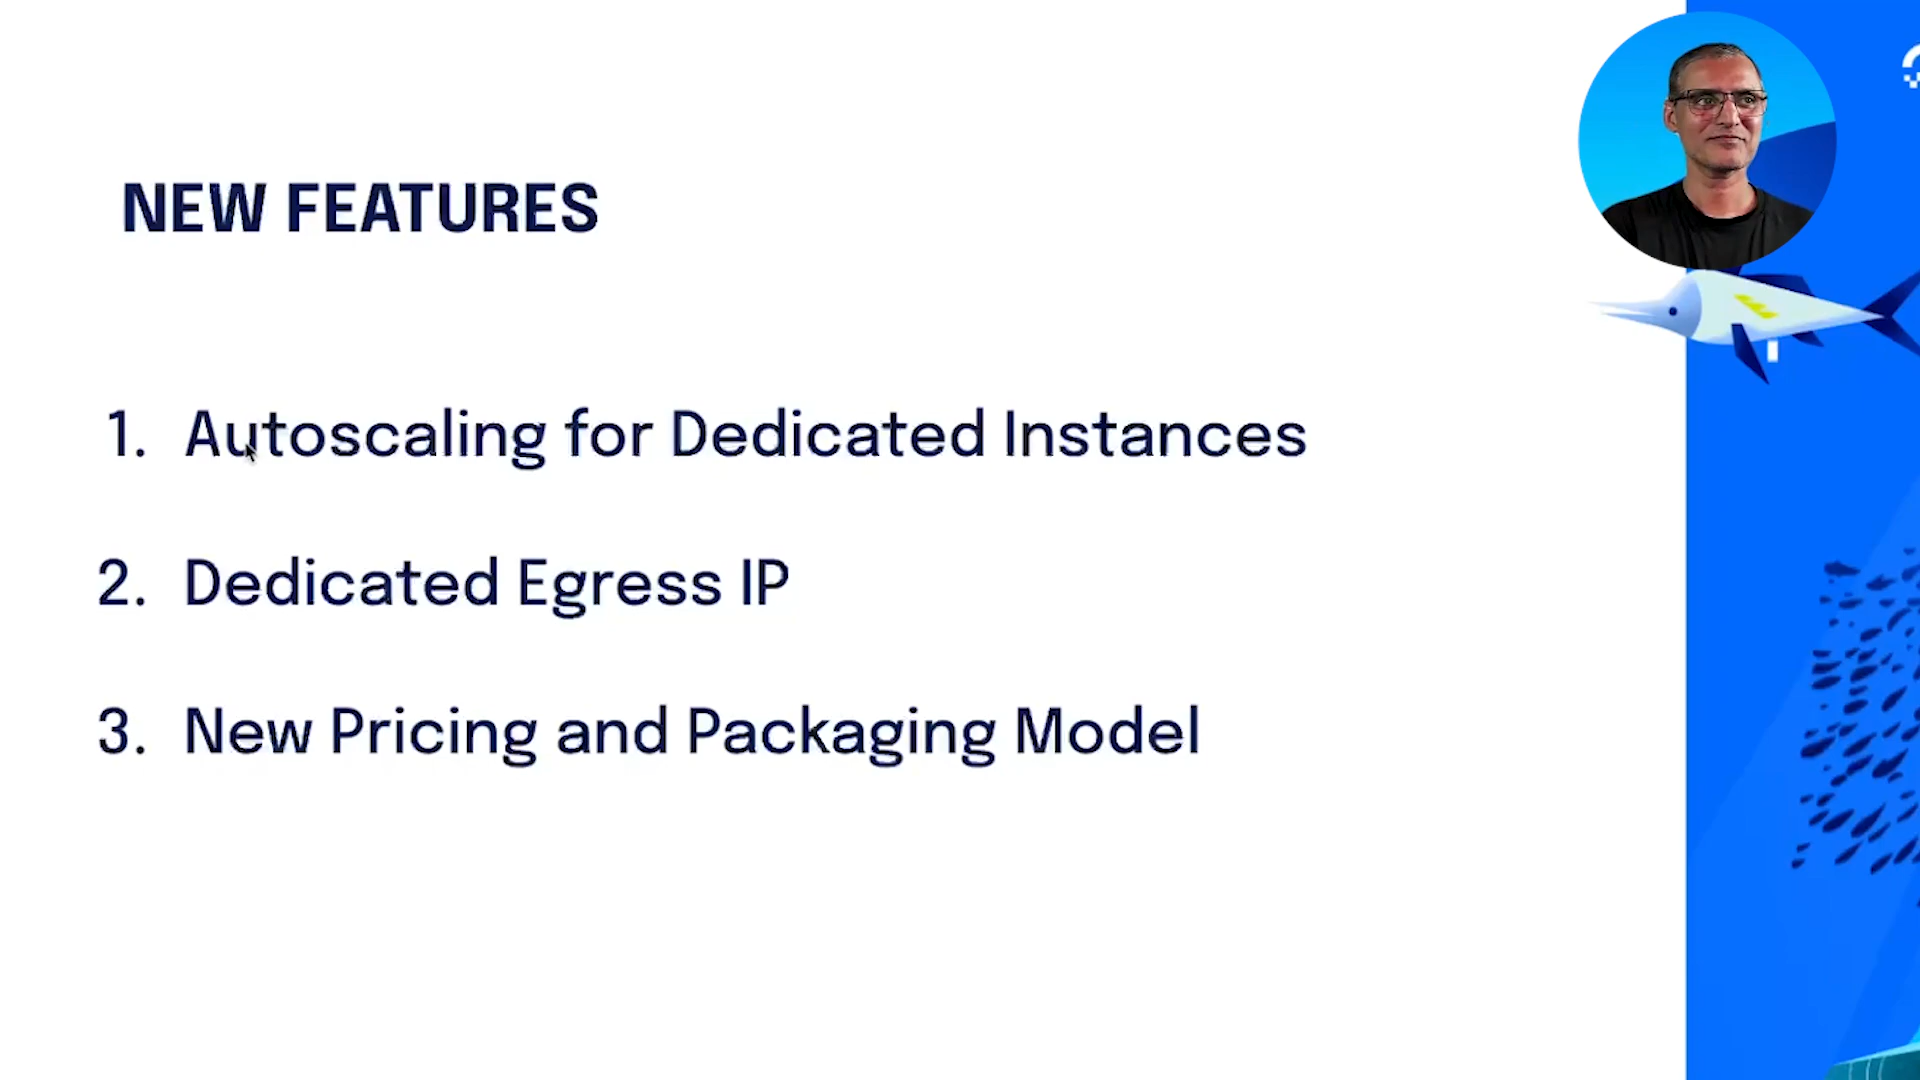 NEW FEATURES
1. Autoscaling for Dedicated Instances
2. Dedicated Egress IP
3. New Pricing and Packaging Model